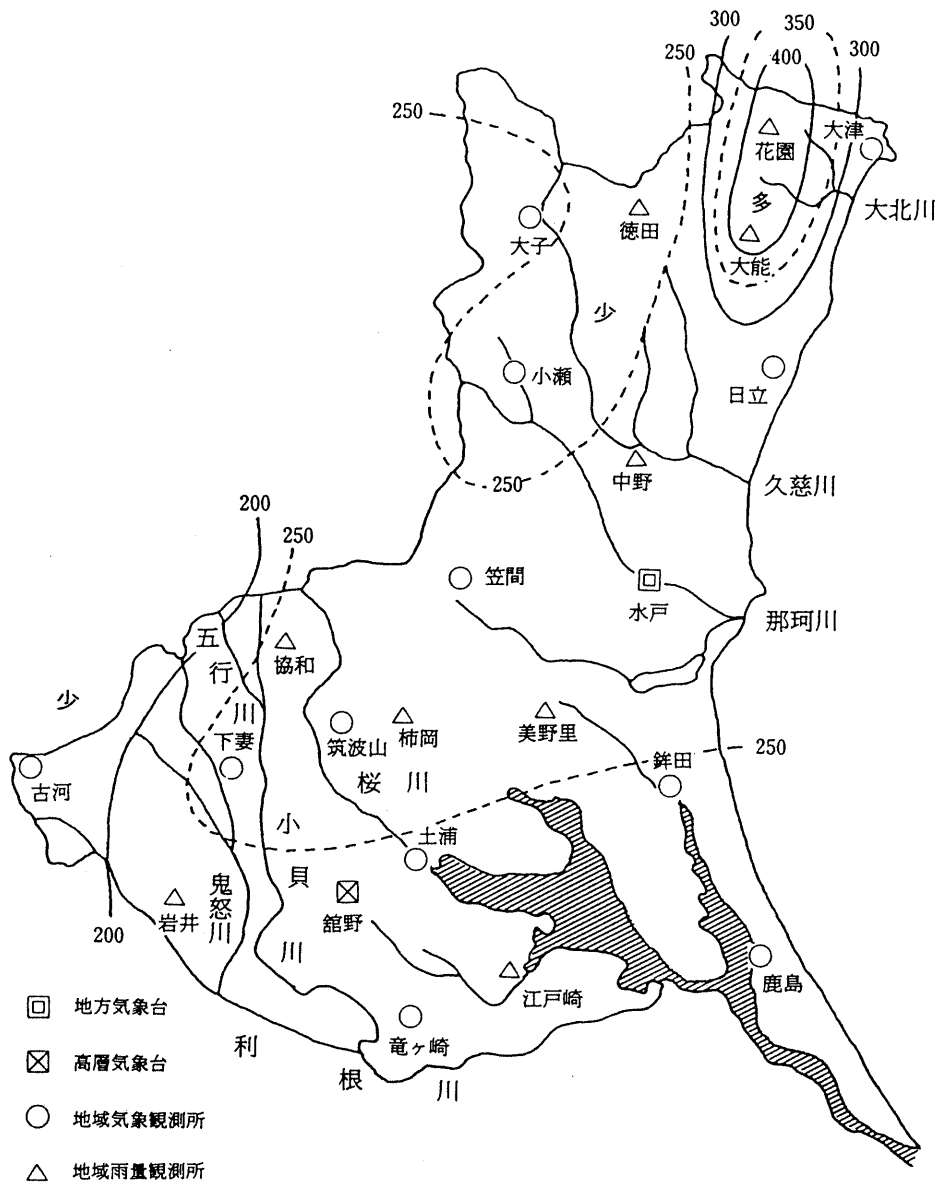 300
350
300
250
400
250
大津
花園
多
大北川
徳田
大子
大能
少
小瀬
日立
中野
久慈川
250
200
250
笠間
水戸
那珂川
五行川
協和
少
下妻
筑波山
柿岡
美野里
250
鉾田
古河
桜川
小貝川
土浦
鬼怒川
岩井
舘野
200
江戸崎
鹿島
竜ヶ崎
利根川
地方気象台
高層気象台
地域気象観測所
地域雨量観測所